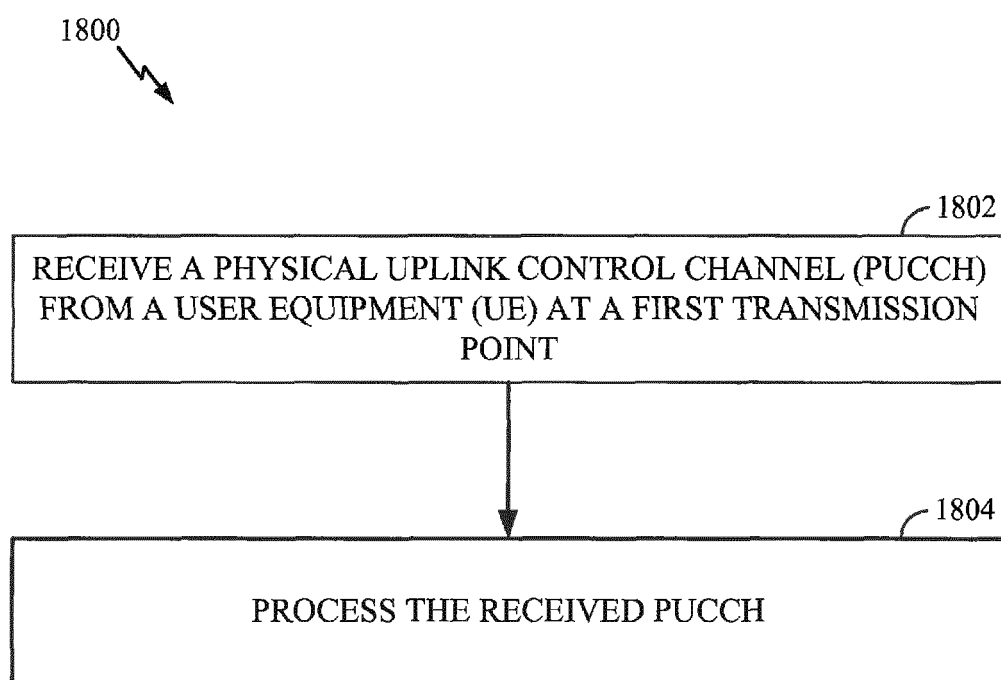 1800
1802
RECEIVE A PHYSICAL UPLINK CONTROL CHANNEL (PUCCH)
FROM A USER EQUIPMENT (UE) AT A FIRST TRANSMISSION
POINT
1804
PROCESS THE RECEIVED PUCCH